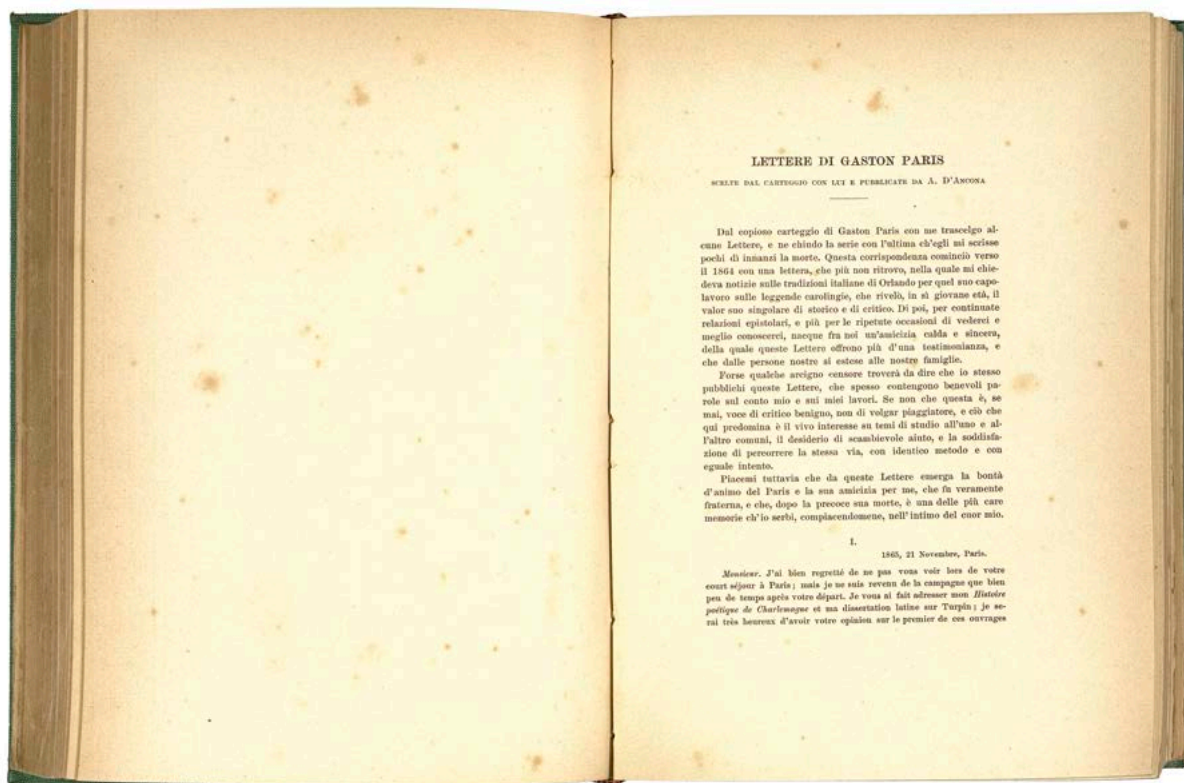 LETTERE DI GASTON PARIS
SCELTE DAL CARTEGGIO CON LUI E PUBBLICATE DA A. D'ANCONA
Dal copioso carteggio di Gaston Paris con me trascelgo al-
cune Lettere, e ne chiudo la serie con l'ultima ch'egli mi scrisse
pochi dì innanzi la morte. Questa corrispondenza cominciò verso
il 1864 con una lettera, che più non ritrovo, nella quale mi chie-
deva notizie sulle tradizioni italiane di Orlando per quel suo capo-
lavoro sulle leggende carolingie, che rivelò, in sì giovane età, il
valor suo singolare di storico e di critico. Di poi, per continuate
relazioni epistolari, e più per le ripetute occasioni di vederci e
meglio conoscerci, nacque fra noi un'amicizia calda e sincera,
della quale queste Lettere offrono più d'una testimonianza, e
che dalle persone nostre si estese alle nostre famiglie.
Forse qualche arcigno censore troverà da dire che io stesso
pubblichi queste Lettere, che spesso contengono benevoli pa-
role sul conto mio e sui miei lavori. Se non che questa è, se
mai, voce di critico benigno, non di volgar piaggiatore, e ciò che
qui predomina è il vivo interesse su temi di studio all'uno e al-
l'altro comuni, il desiderio di scambievole aiuto, e la soddisfa-
zione di percorrere la stessa via, con identico metodo e con
eguale intento.
Piacemi tuttavia che da queste Lettere emerga la bontà
d'animo del Paris e la sua amicizia per me, che fu veramente
fraterna, e che, dopo la precoce sua morte, è una delle più care
memorie ch'io serbi, compiacendomene, nell'intimo del cuor mio.
I.
1865, 21 Novembre, Paris.
Monsieur. J'ai bien regretté de ne pas vous voir lors de votre
court séjour à Paris; mais je ne suis revenu de la campagne que bien
peu de temps après votre départ. Je vous ai fait adresser mon Histoire
poétique de Charlemagne et ma dissertation latine sur Turpin; je se-
rai très heureux d'avoir votre opinion sur le premier de ces ouvrages